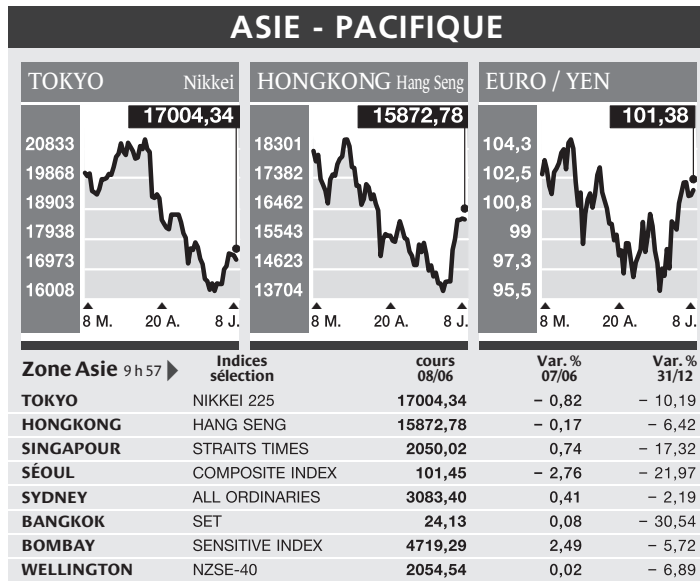 ASIE - PACIFIQUE
TOKYO Nikkei
17004,34
20833
19868
18903
17938
16973
16008
8 M. 20 A. 8 J.
HONGKONG Hang Seng
15872,78
18301
17382
16462
15543
14623
13704
8 M. 20 A. 8 J.
EURO / YEN
101,38
104,3
102,5
100,8
99
97,3
95,5
8 M. 20 A. 8 J.
Zone Asie 9 h 57 Indices sélection cours 08/06 Var. % 07/06 Var. % 31/12
TOKYO NIKKEI 225 17004,34 – 0,82 – 10,19
HONGKONG HANG SENG 15872,78 – 0,17 – 6,42
SINGAPOUR STRAITS TIMES 2050,02 0,74 – 17,32
SÉOUL COMPOSITE INDEX 101,45 – 2,76 – 21,97
SYDNEY ALL ORDINARIES 3083,40 0,41 – 2,19
BANGKOK SET 24,13 0,08 – 30,54
BOMBAY SENSITIVE INDEX 4719,29 2,49 – 5,72
WELLINGTON NZSE-40 2054,54 0,02 – 6,89